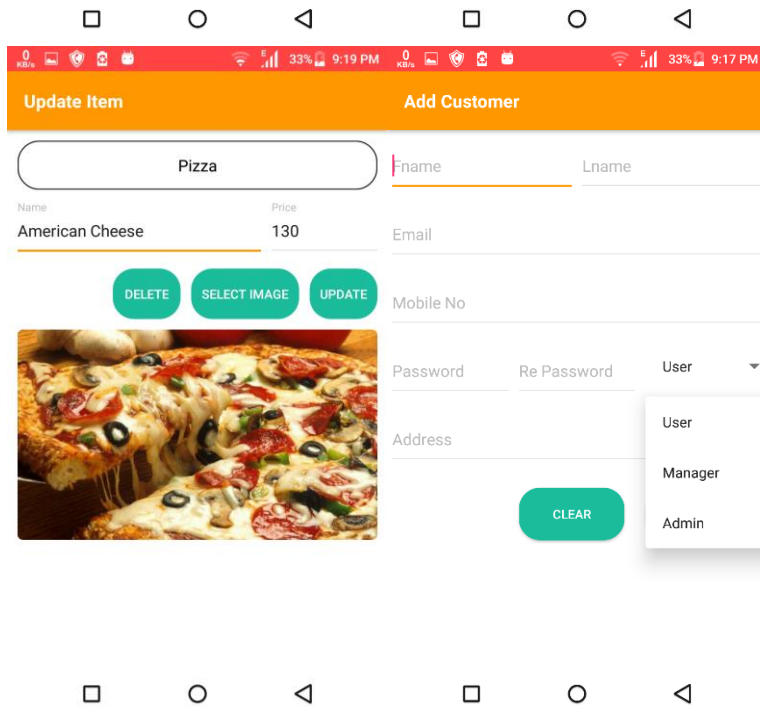 0 KB/s E 33% 9:19 PM
Update Item
Pizza
Name Price
American Cheese 130
DELETE SELECT IMAGE UPDATE
0 KB/s E 33% 9:17 PM
Add Customer
Fname Lname
Email
Mobile No
Password Re Password User
User
Address
Manager
CLEAR
Admin